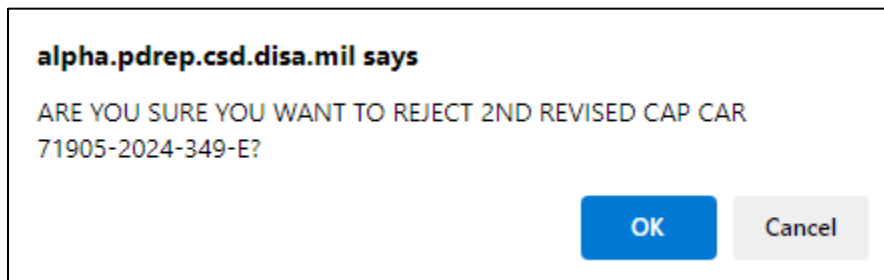 alpha.pdrep.csd.disa.mil says
ARE YOU SURE YOU WANT TO REJECT 2ND REVISED CAP CAR
71905-2024-349-E?
OK
Cancel